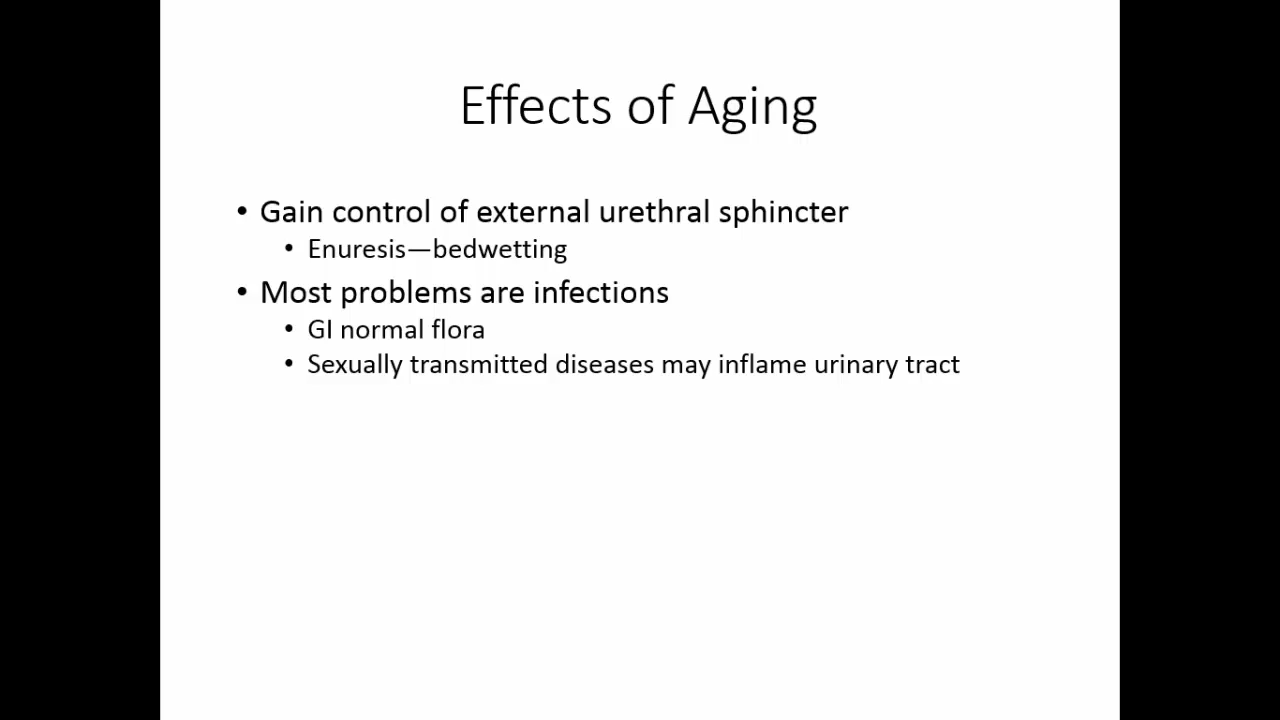 Effects of Aging
• Gain control of external urethral sphincter
• Enuresis—bedwetting
• Most problems are infections
• GI normal flora
• Sexually transmitted diseases may inflame urinary tract